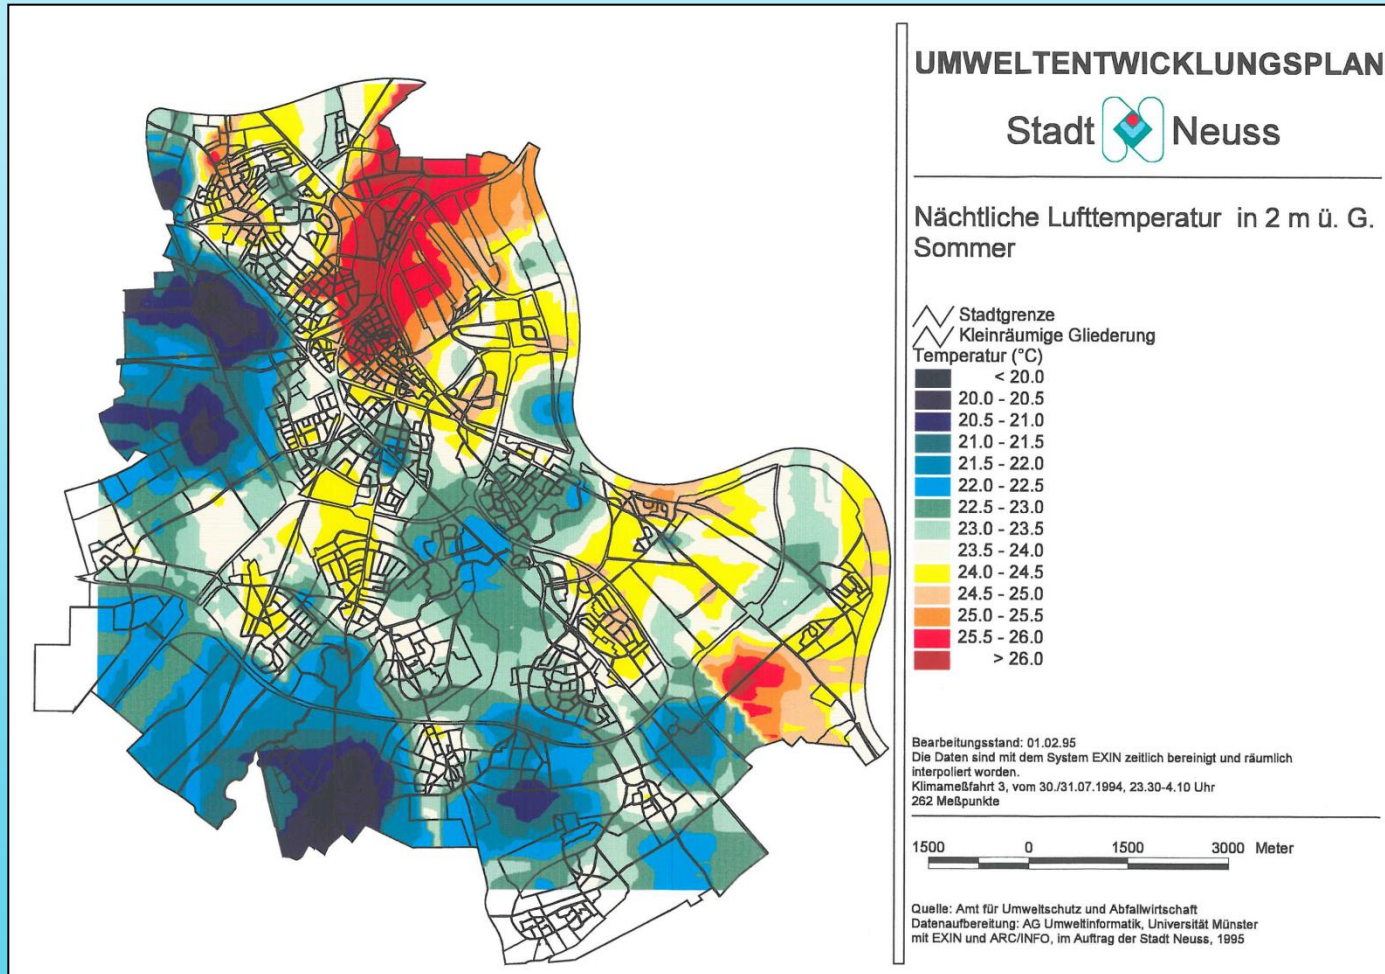 UMWELTENTWICKLUNGSPLAN
Stadt Neuss
Nächtliche Lufttemperatur in 2 m ü. G.
Sommer
Stadtgrenze
Kleinräumige Gliederung
Temperatur (°C)
< 20.0
20.0 - 20.5
20.5 - 21.0
21.0 - 21.5
21.5 - 22.0
22.0 - 22.5
22.5 - 23.0
23.0 - 23.5
23.5 - 24.0
24.0 - 24.5
24.5 - 25.0
25.0 - 25.5
25.5 - 26.0
> 26.0
Bearbeitungsstand: 01.02.95
Die Daten sind mit dem System EXIN zeitlich bereinigt und räumlich
interpoliert worden.
Klimameßfahrt 3, vom 30./31.07.1994, 23.30-4.10 Uhr
262 Meßpunkte
1500 0 1500 3000 Meter
Quelle: Amt für Umweltschutz und Abfallwirtschaft
Datenaufbereitung: AG Umweltinformatik, Universität Münster
mit EXIN und ARC/INFO, im Auftrag der Stadt Neuss, 1995